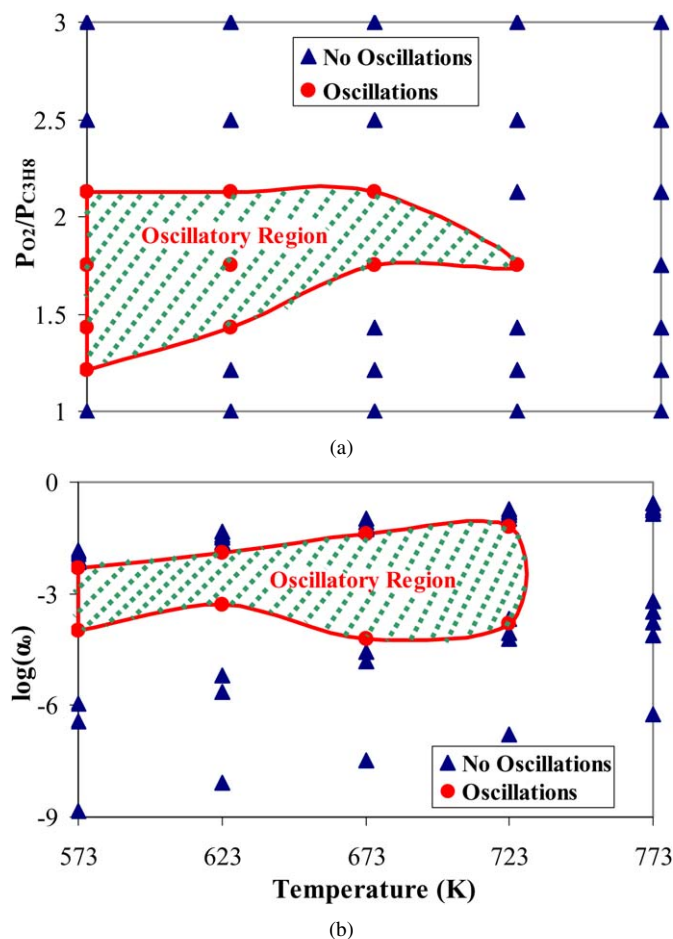 3
No Oscillations
Oscillations
2.5
2
Oscillatory Region
1.5
1
PO2/PC3H8
(a)
0
Oscillatory Region
-3
log(αo)
-6
No Oscillations
Oscillations
-9
573 623 673 723 773
Temperature (K)
(b)